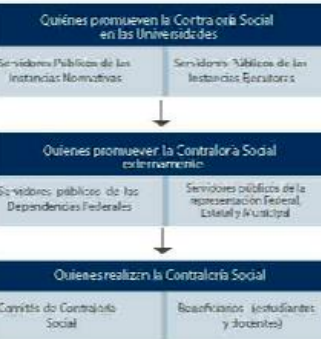 Quiénes promueven la Contraloría Social
en las Universidades
Servidores Públicos de las
Instancias Normativas
Servidores Públicos de las
Instancias Ejecutoras
Quienes promueven la Contraloría Social
externamente
Servidores públicos de las
Dependencias Federales
Servidores públicos de la
representación Federal,
Estatal y Municipal
Quienes realizan la Contraloría Social
Comités de Contraloría
Social
Beneficiarios (estudiantes
y docentes)